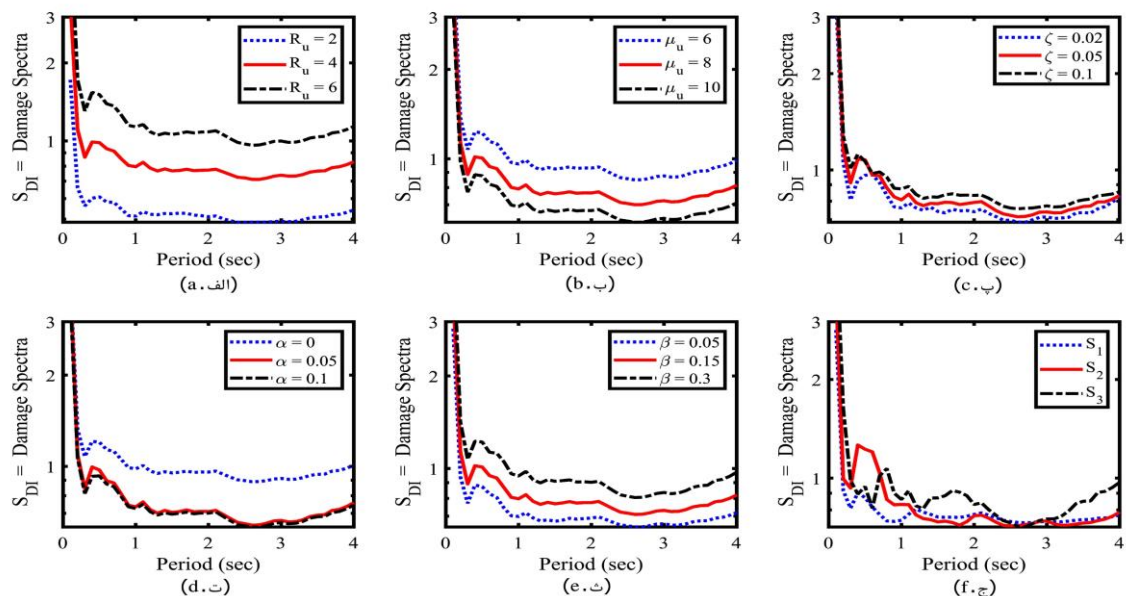 3
2
1
S_DI = Damage Spectra
R_u = 2
R_u = 4
R_u = 6
0 1 2 3 4
Period (sec)
(a.الف)
3
2
1
S_DI = Damage Spectra
μ_u = 6
μ_u = 8
μ_u = 10
0 1 2 3 4
Period (sec)
(b.ب)
3
2
1
S_DI = Damage Spectra
ζ = 0.02
ζ = 0.05
ζ = 0.1
0 1 2 3 4
Period (sec)
(c.پ)
3
2
1
S_DI = Damage Spectra
α = 0
α = 0.05
α = 0.1
0 1 2 3 4
Period (sec)
(d.ت)
3
2
1
S_DI = Damage Spectra
β = 0.05
β = 0.15
β = 0.3
0 1 2 3 4
Period (sec)
(e.ث)
3
2
1
S_DI = Damage Spectra
S_1
S_2
S_3
0 1 2 3 4
Period (sec)
(f.ج)